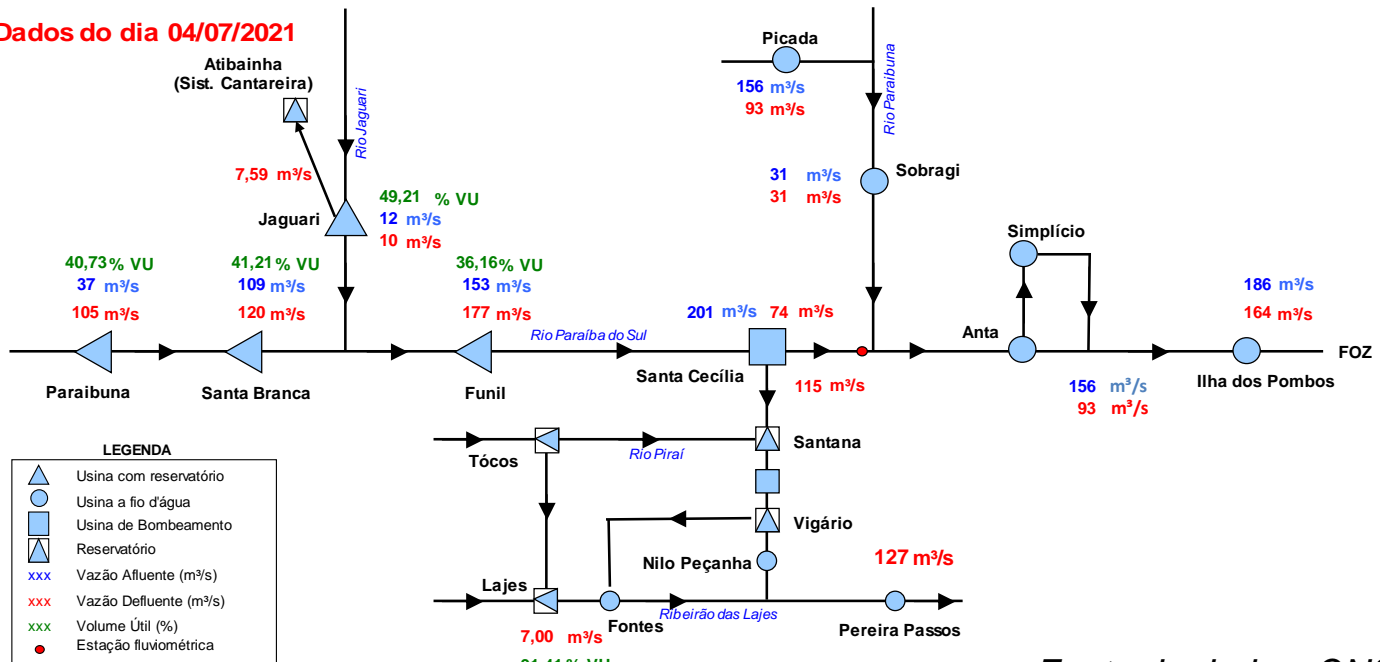 Dados do dia 04/07/2021
Atibainha
(Sist. Cantareira)
Rio Jaguari
7,59 m³/s
Jaguari
49,21 % VU
12 m³/s
10 m³/s
Picada
156 m³/s
93 m³/s
Rio Paraibuna
31 m³/s
31 m³/s
Sobragi
Simplício
40,73 % VU
37 m³/s
105 m³/s
Paraibuna
41,21 % VU
109 m³/s
120 m³/s
Santa Branca
36,16 % VU
153 m³/s
177 m³/s
Funil
Rio Paraíba do Sul
201 m³/s 74 m³/s
Santa Cecília
115 m³/s
Anta
156 m³/s
93 m³/s
186 m³/s
164 m³/s
Ilha dos Pombos
FOZ
Tócos
Rio Piraí
Santana
Vigário
Nilo Peçanha
127 m³/s
Lajes
7,00 m³/s
Fontes
Ribeirão das Lajes
Pereira Passos
LEGENDA
Usina com reservatório
Usina a fio d'água
Usina de Bombeamento
Reservatório
xxx Vazão Afluente (m³/s)
xxx Vazão Defluente (m³/s)
xxx Volume Útil (%)
Estação fluviométrica